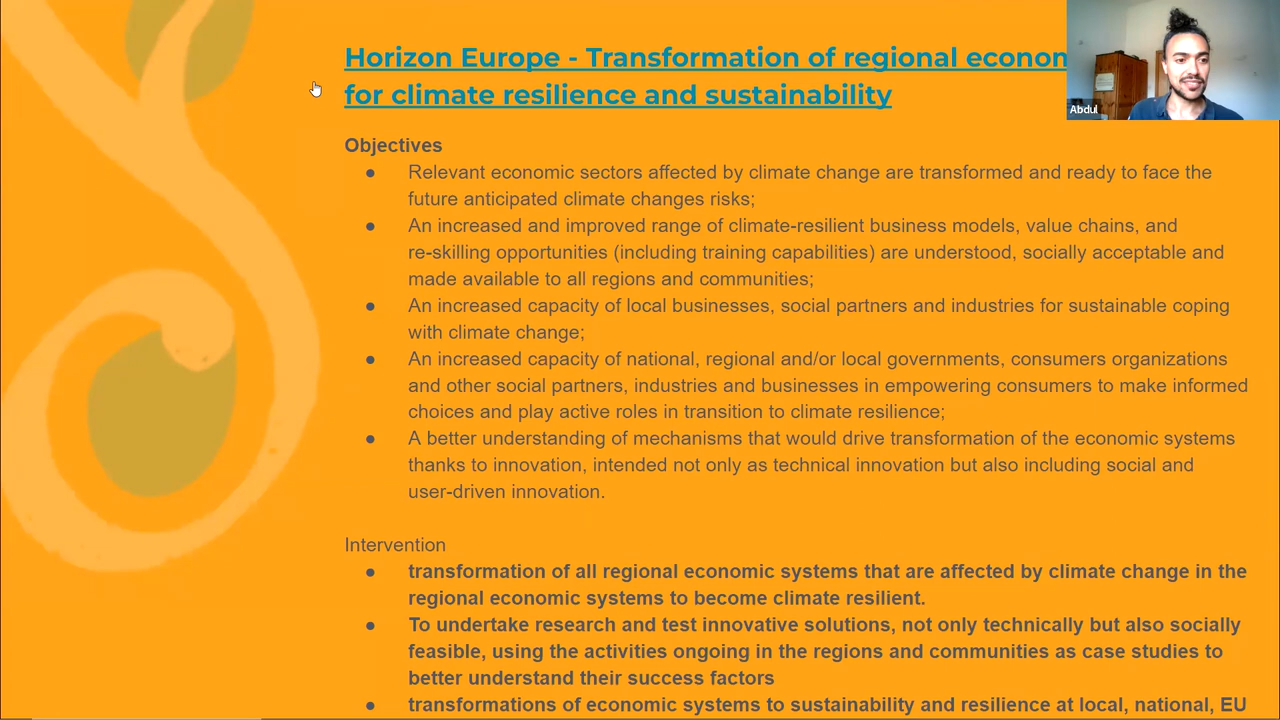 Horizon Europe - Transformation of regional econom
for climate resilience and sustainability
Abdul
Objectives
● Relevant economic sectors affected by climate change are transformed and ready to face the
future anticipated climate changes risks;
● An increased and improved range of climate-resilient business models, value chains, and
re-skilling opportunities (including training capabilities) are understood, socially acceptable and
made available to all regions and communities;
● An increased capacity of local businesses, social partners and industries for sustainable coping
with climate change;
● An increased capacity of national, regional and/or local governments, consumers organizations
and other social partners, industries and businesses in empowering consumers to make informed
choices and play active roles in transition to climate resilience;
● A better understanding of mechanisms that would drive transformation of the economic systems
thanks to innovation, intended not only as technical innovation but also including social and
user-driven innovation.
Intervention
● transformation of all regional economic systems that are affected by climate change in the
regional economic systems to become climate resilient.
● To undertake research and test innovative solutions, not only technically but also socially
feasible, using the activities ongoing in the regions and communities as case studies to
better understand their success factors
● transformations of economic systems to sustainability and resilience at local, national, EU